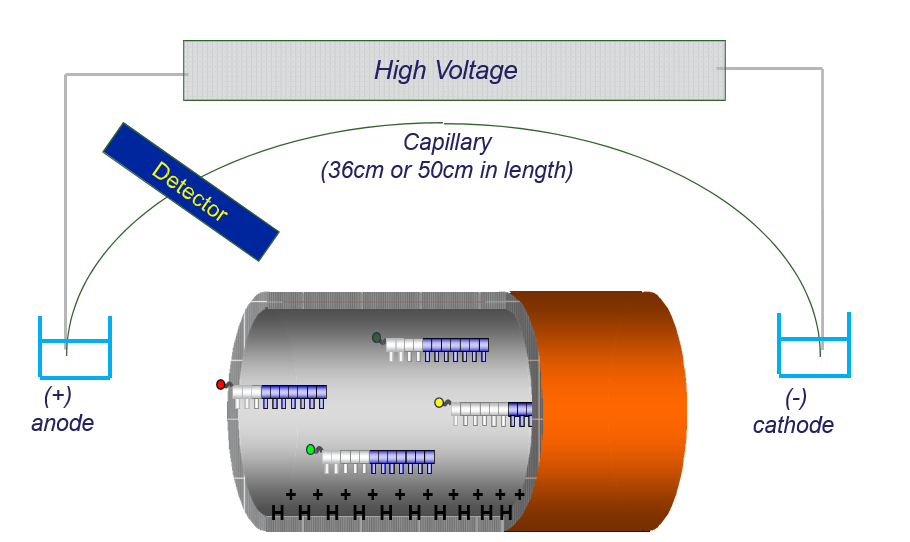 High Voltage
Capillary
(36cm or 50cm in length)
Detector
(+)
anode
(-)
cathode
+ + + + + + + + + +
H H H H H H H H H H